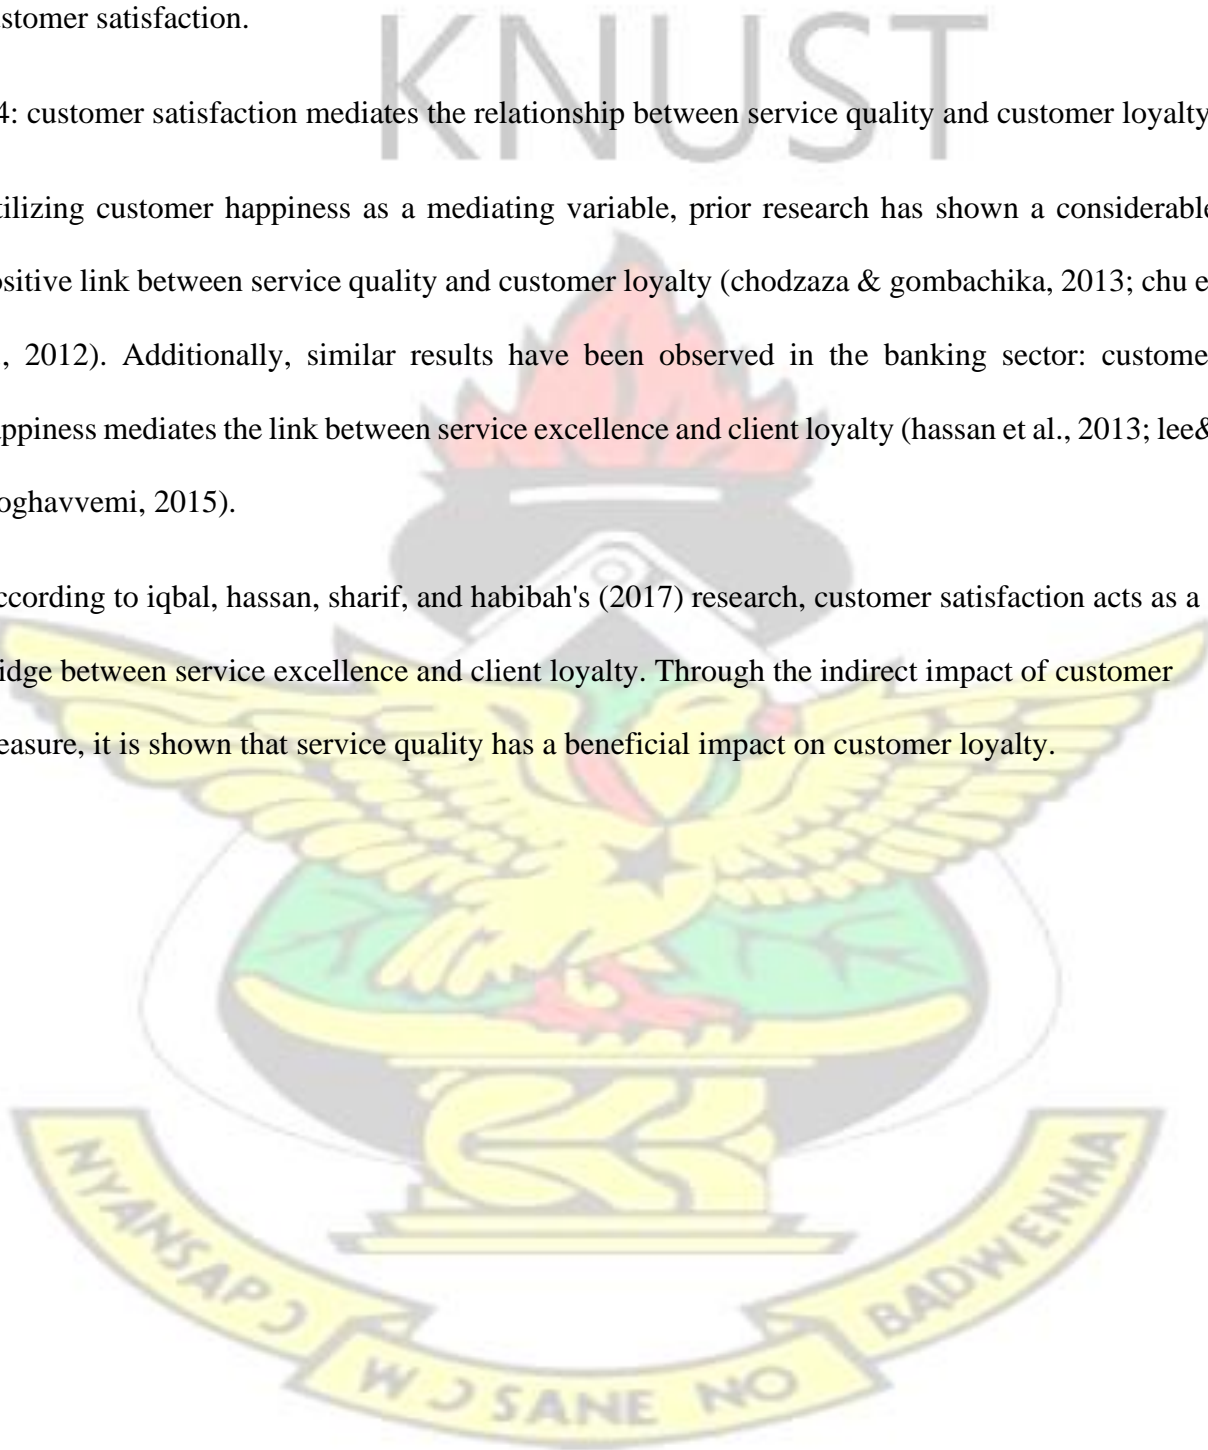 KNUST
ustomer satisfaction.
4: customer satisfaction mediates the relationship between service quality and customer loyalty
tilizing customer happiness as a mediating variable, prior research has shown a considerable
ositive link between service quality and customer loyalty (chodzaza & gombachika, 2013; chu e
., 2012). Additionally, similar results have been observed in the banking sector: custome
appiness mediates the link between service excellence and client loyalty (hassan et al., 2013; lee&
oghavvemi, 2015).
ccording to iqbal, hassan, sharif, and habibah's (2017) research, customer satisfaction acts as a
idge between service excellence and client loyalty. Through the indirect impact of customer
easure, it is shown that service quality has a beneficial impact on customer loyalty.
NYANSAPƆ
WƆ SANE NO
BADWENMA